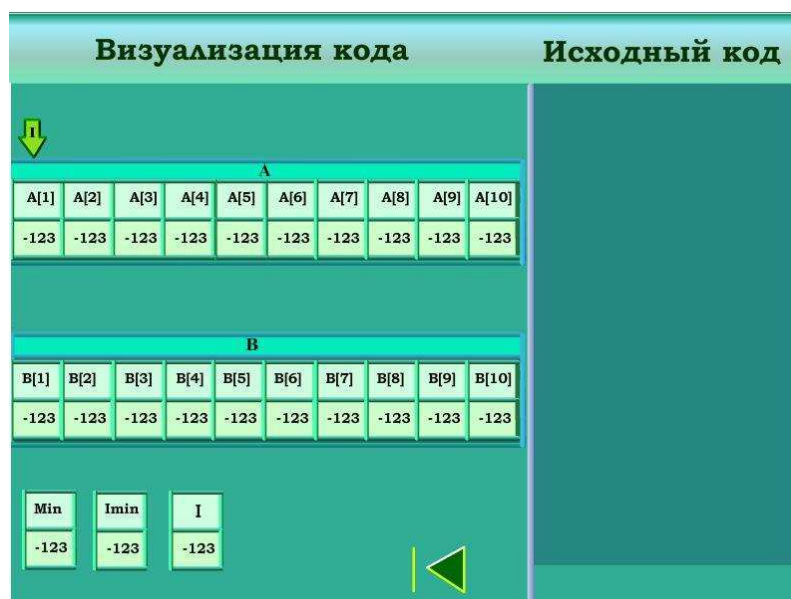 Визуализация кода Исходный код
I
A
A[1] A[2] A[3] A[4] A[5] A[6] A[7] A[8] A[9] A[10]
-123 -123 -123 -123 -123 -123 -123 -123 -123 -123
B
B[1] B[2] B[3] B[4] B[5] B[6] B[7] B[8] B[9] B[10]
-123 -123 -123 -123 -123 -123 -123 -123 -123 -123
Min Imin I
-123 -123 -123